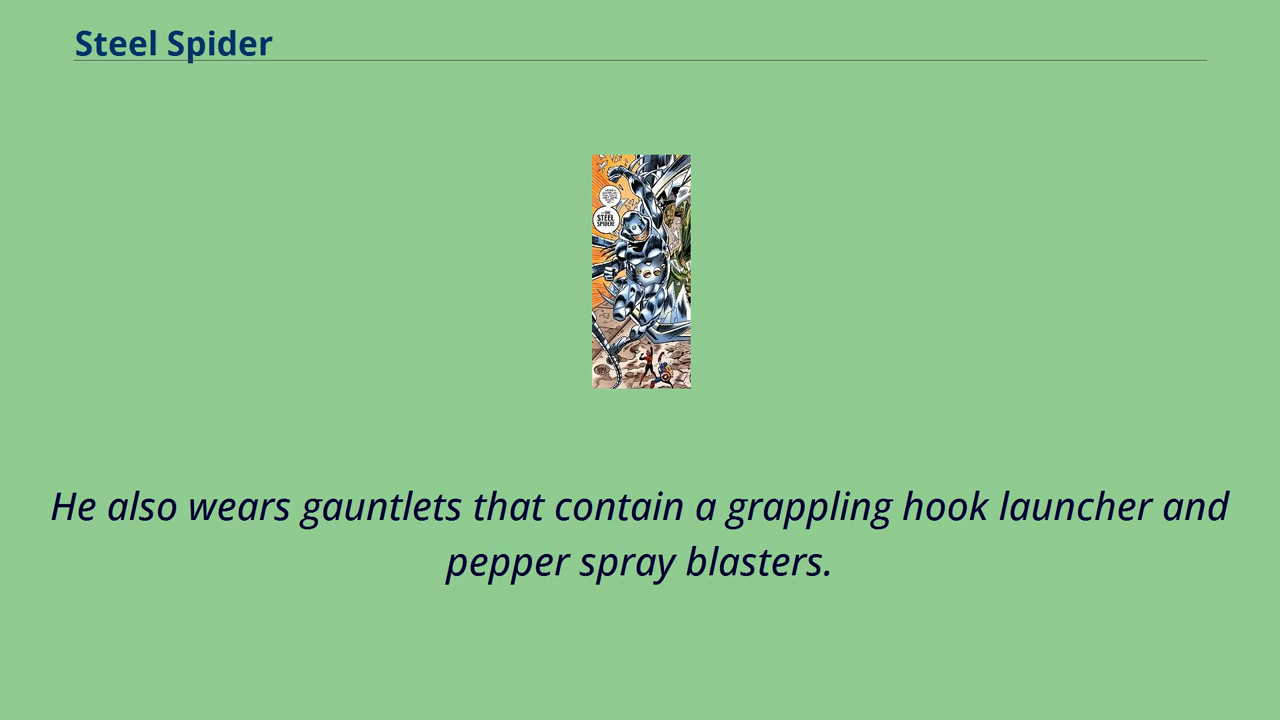 Steel Spider
STEEL
SPIDER!
He also wears gauntlets that contain a grappling hook launcher and
pepper spray blasters.